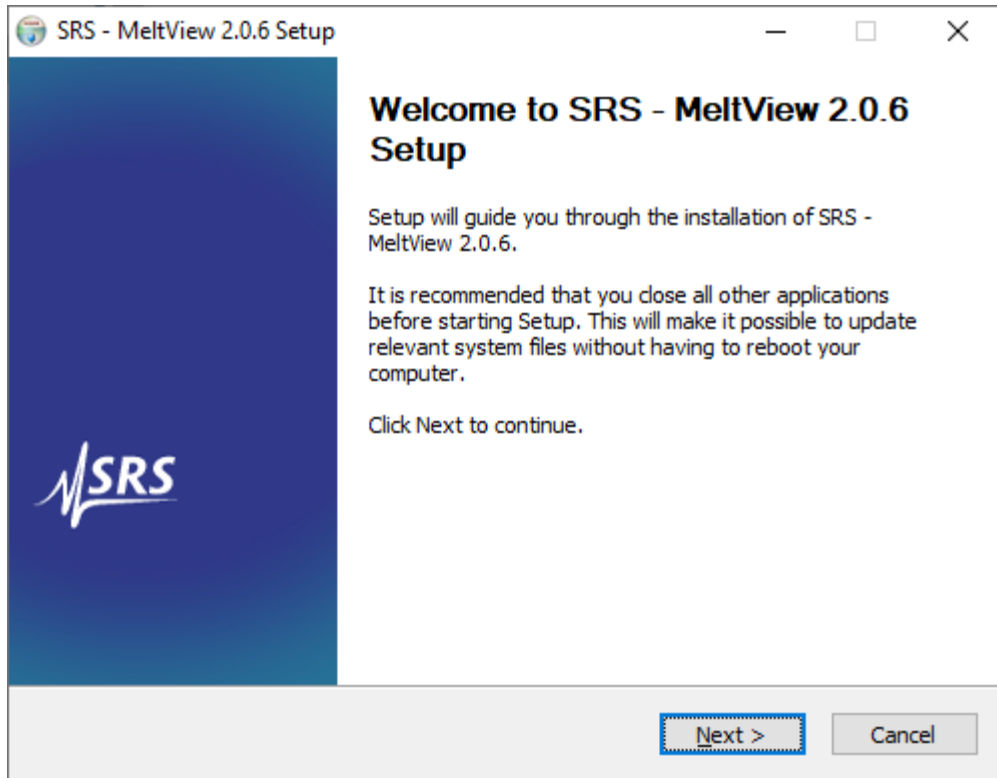 SRS - MeltView 2.0.6 Setup
Welcome to SRS - MeltView 2.0.6
Setup
Setup will guide you through the installation of SRS -
MeltView 2.0.6.
It is recommended that you close all other applications
before starting Setup. This will make it possible to update
relevant system files without having to reboot your
computer.
Click Next to continue.
SRS
Next >
Cancel